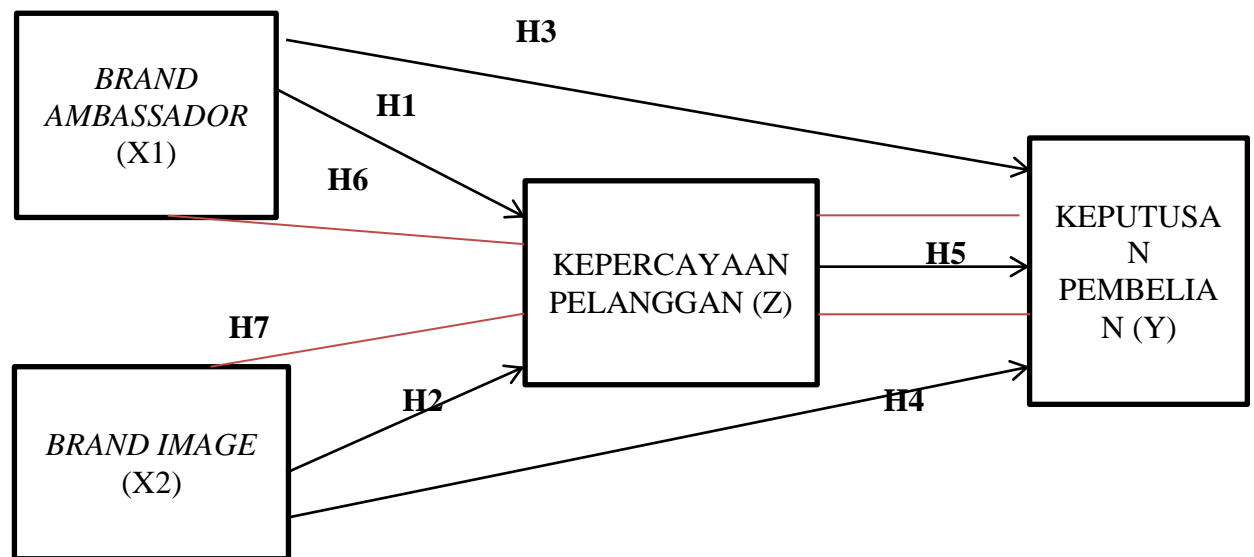 H3
BRAND
AMBASSADOR
(X1)
H1
H6
KEPERCAYAAN
PELANGGAN (Z)
H5
KEPUTUSA
N
PEMBELIA
N (Y)
H7
H2
H4
BRAND IMAGE
(X2)